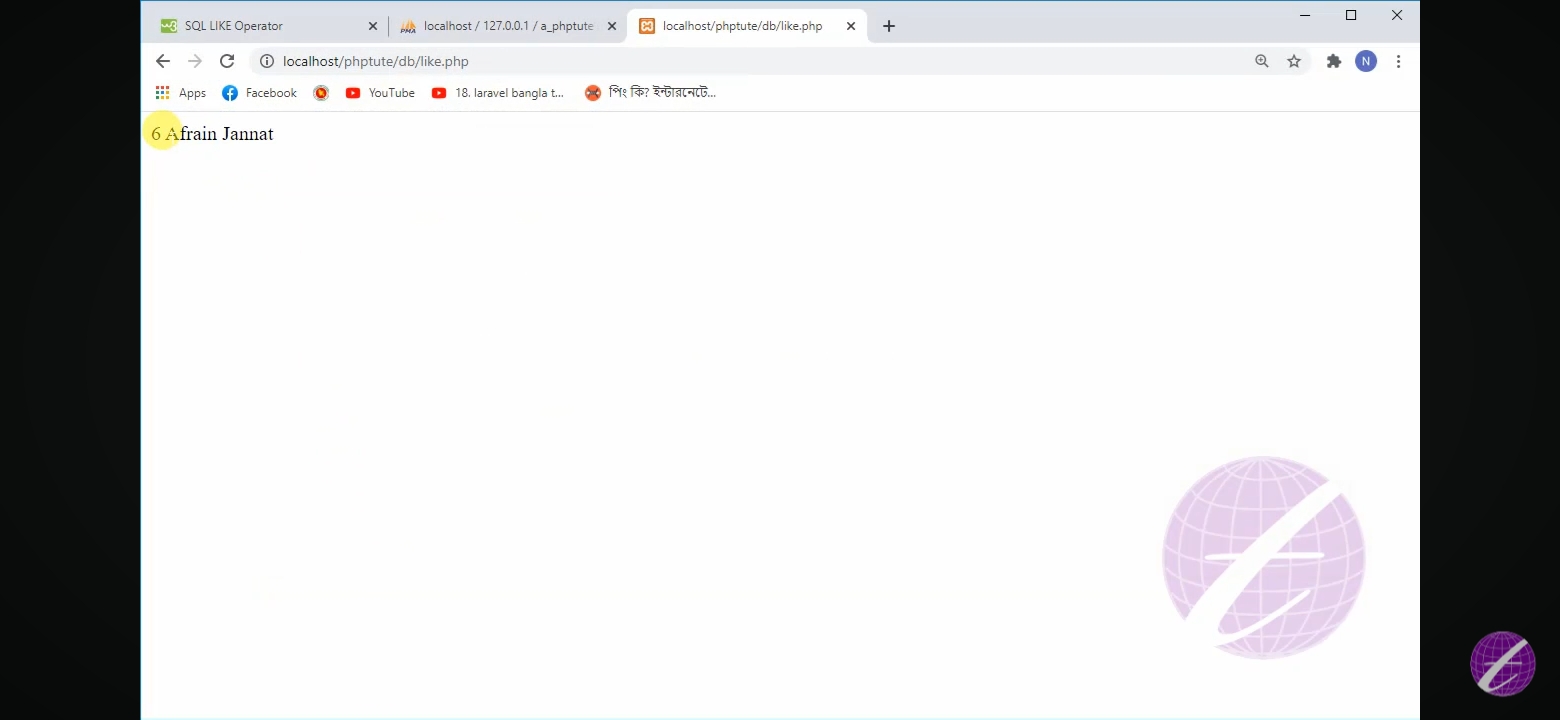 SQL LIKE Operator
localhost / 127.0.0.1 / a_phptute
localhost/phptute/db/like.php
localhost/phptute/db/like.php
N
Apps
Facebook
YouTube
18. laravel bangla t...
পিং কি? ইন্টারনেটে...
6 Afrain Jannat